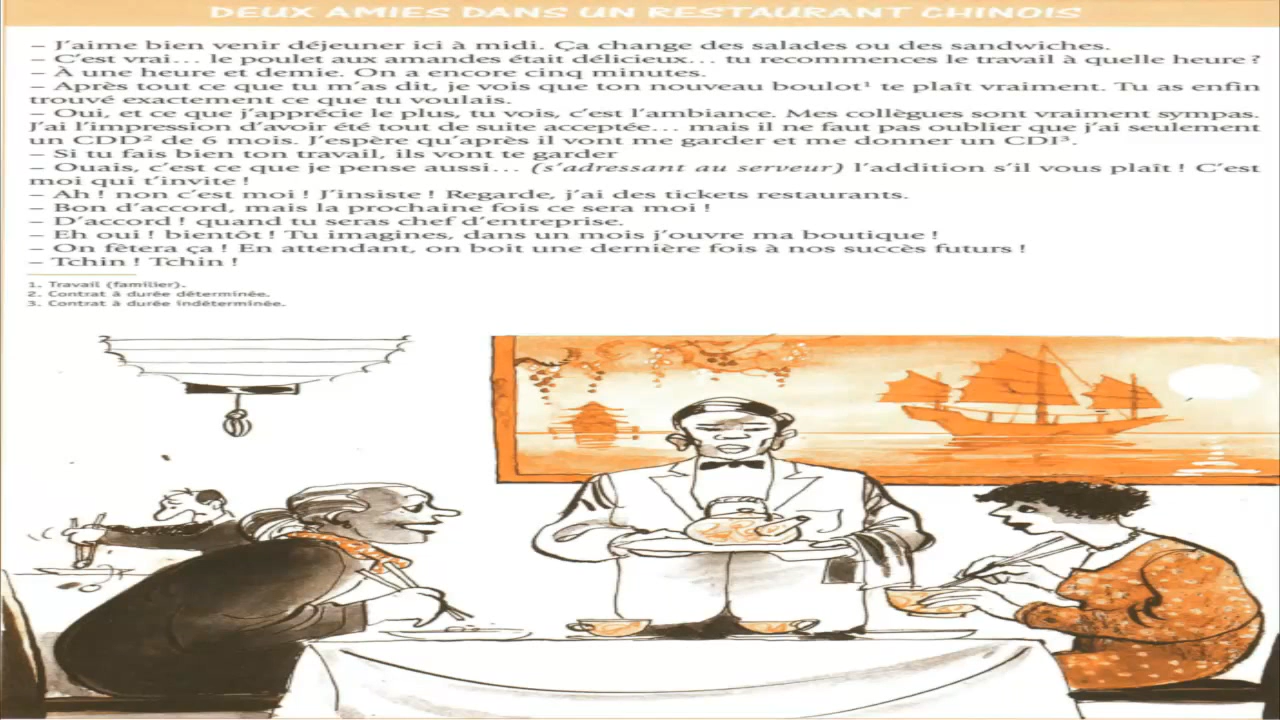 DEUX AMIES DANS UN RESTAURANT CHINOIS
– J'aime bien venir déjeuner ici à midi. Ça change des salades ou des sandwiches.
– C'est vrai... le poulet aux amandes était délicieux... tu recommences le travail à quelle heure ?
– À une heure et demie. On a encore cinq minutes.
– Après tout ce que tu m'as dit, je vois que ton nouveau boulot¹ te plaît vraiment. Tu as enfin
trouvé exactement ce que tu voulais.
– Oui, et ce que j'apprécie le plus, tu vois, c'est l'ambiance. Mes collègues sont vraiment sympas.
J'ai l'impression d'avoir été tout de suite acceptée... mais il ne faut pas oublier que j'ai seulement
un CDD² de 6 mois. J'espère qu'après il vont me garder et me donner un CDI³.
– Si tu fais bien ton travail, ils vont te garder
– Ouais, c'est ce que je pense aussi... (s'adressant au serveur) l'addition s'il vous plaît ! C'est
moi qui t'invite !
– Ah ! non c'est moi ! J'insiste ! Regarde, j'ai des tickets restaurants.
– Bon d'accord, mais la prochaine fois ce sera moi !
– D'accord ! quand tu seras chef d'entreprise.
– Eh oui ! bientôt ! Tu imagines, dans un mois j'ouvre ma boutique !
– On fêtera ça ! En attendant, on boit une dernière fois à nos succès futurs !
– Tchin ! Tchin !
1. Travail (familier).
2. Contrat à durée déterminée.
3. Contrat à durée indéterminée.